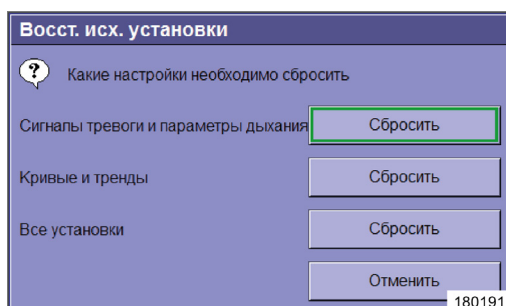 Восст. исх. установки
Какие настройки необходимо сбросить
Сигналы тревоги и параметры дыхания Сбросить
Кривые и тренды Сбросить
Все установки Сбросить
Отменить
180191